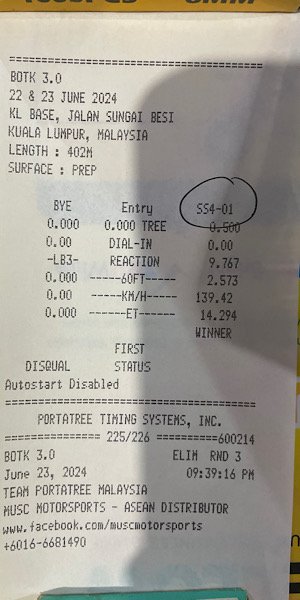 BOTK 3.0
22 & 23 JUNE 2024
KL BASE, JALAN SUNGAI BESI
KUALA LUMPUR, MALAYSIA
LENGTH : 402M
SURFACE : PREP
BYE Entry SS4-01
0.000 0.000 TREE 0.500
0.00 DIAL-IN 0.00
-LB3- REACTION 9.767
0.000 ------60FT------ 2.573
0.00 ------KM/H------ 139.42
0.000 ------ET------ 14.294
WINNER
FIRST
DISQUAL STATUS
Autostart Disabled
PORTATREE TIMING SYSTEMS, INC.
============ 225/226 ==========600214
BOTK 3.0 ELIM RND 3
June 23, 2024 09:39:16 PM
TEAM PORTATREE MALAYSIA
MUSC MOTORSPORTS - ASEAN DISTRIBUTOR
www.facebook.com/muscmotorsports
+6016-6681490